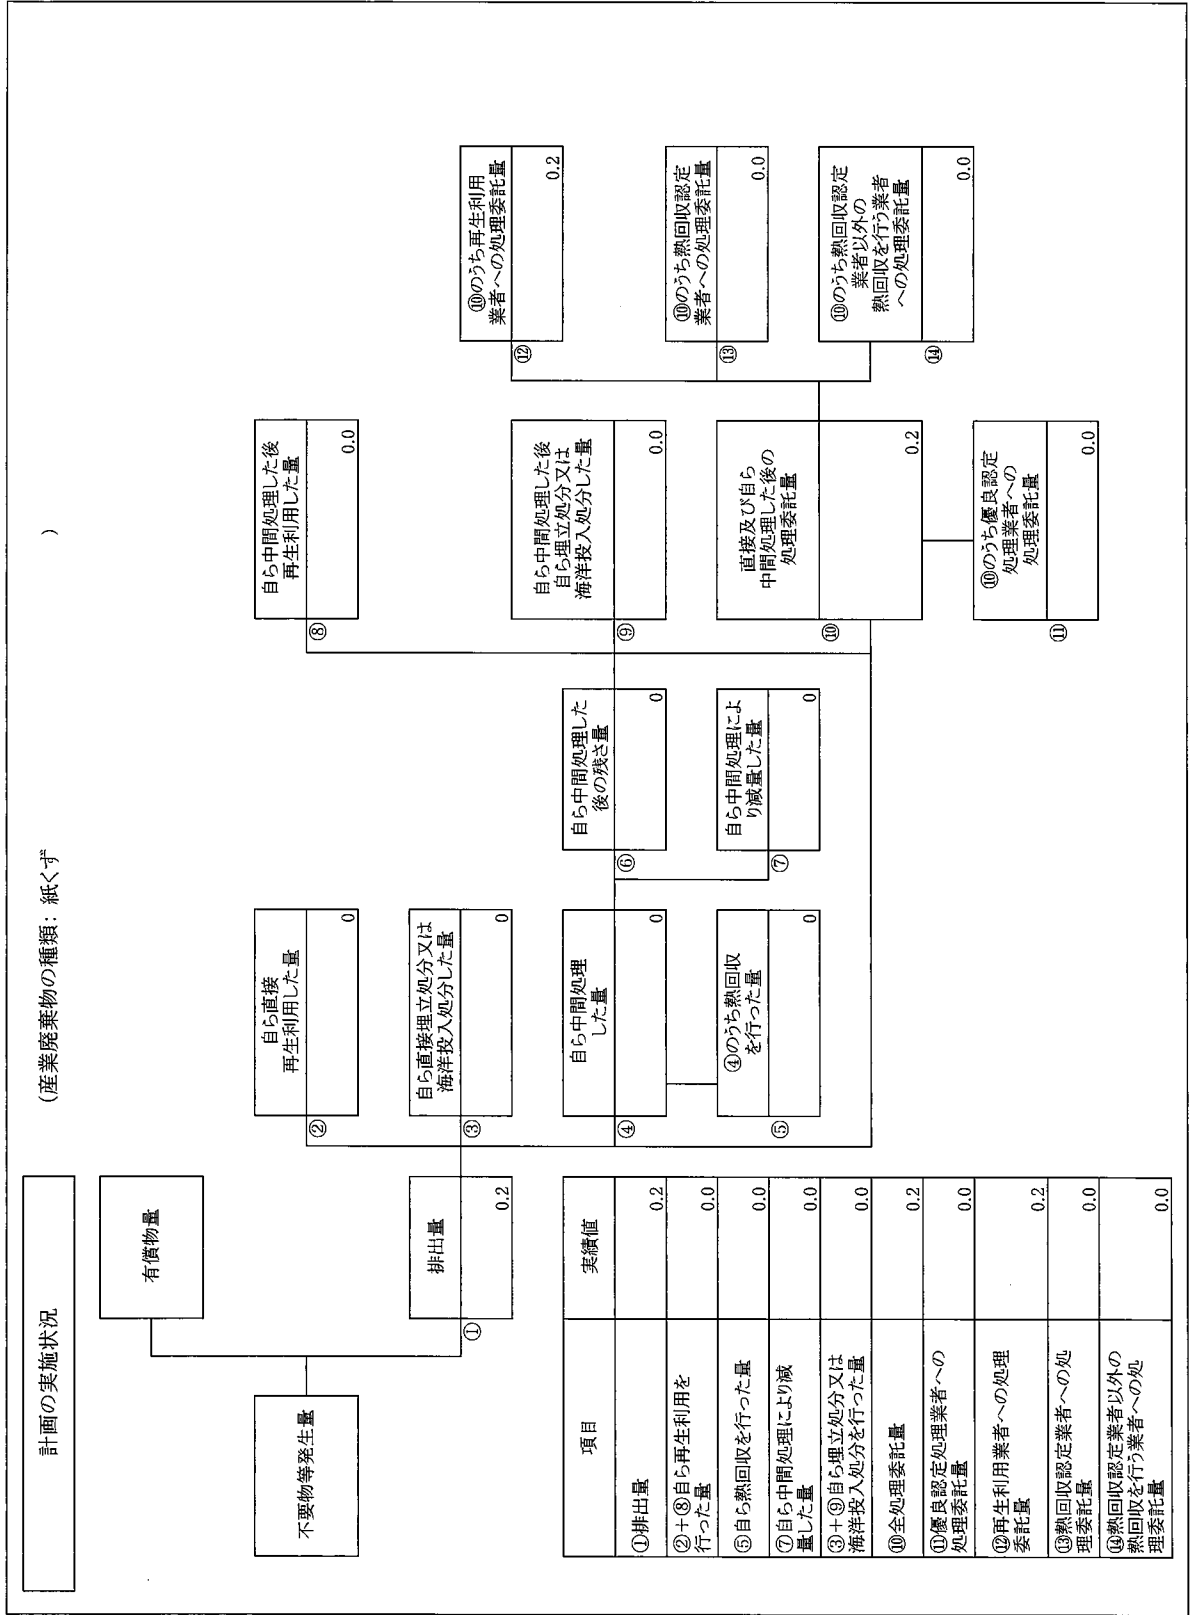 計画の実施状況
(産業廃棄物の種類: 紙くず
)
不要物等発生量
有償物量
①
排出量
0.2
②
自ら直接
再生利用した量
0
③
自ら直接埋立処分又は
海洋投入処分した量
0
④
自ら中間処理
した量
0
⑤
④のうち熱回収
を行った量
0
⑥
自ら中間処理した
後の残さ量
0
⑦
自ら中間処理によ
り減量した量
0
⑧
自ら中間処理した後
再生利用した量
0.0
⑨
自ら中間処理した後
自ら埋立処分又は
海洋投入処分した量
0.0
⑩
直接及び自ら
中間処理した後の
処理委託量
0.2
⑪
⑩のうち優良認定
処理業者への
処理委託量
0.0
⑫
⑩のうち再生利用
業者への処理委託量
0.2
⑬
⑩のうち熱回収認定
業者への処理委託量
0.0
⑭
⑩のうち熱回収認定
業者以外の
熱回収を行う業者
への処理委託量
0.0
項目 実績値
①排出量 0.2
②+⑧自ら再生利用を
行った量 0.0
⑤自ら熱回収を行った量 0.0
⑦自ら中間処理により減
量した量 0.0
③+⑨自ら埋立処分又は
海洋投入処分を行った量 0.0
⑩全処理委託量 0.2
⑪優良認定処理業者への
処理委託量 0.0
⑫再生利用業者への処理
委託量 0.2
⑬熱回収認定業者への処
理委託量 0.0
⑭熱回収認定業者以外の
熱回収を行う業者への処
理委託量 0.0